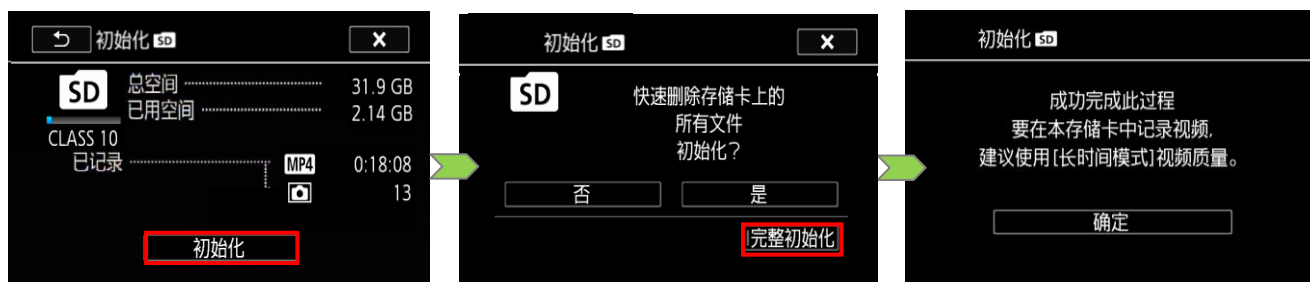 初始化 SD
SD
总空间 31.9 GB
已用空间 2.14 GB
CLASS 10
已记录 MP4 0:18:08
13
初始化
初始化 SD
SD
快速删除存储卡上的
所有文件
初始化？
否 是
完整初始化
初始化 SD
成功完成此过程
要在本存储卡中记录视频,
建议使用[长时间模式]视频质量。
确定